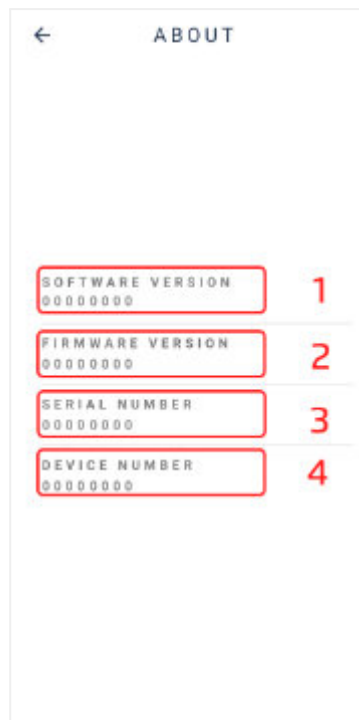 ABOUT
SOFTWARE VERSION
00000000
1
FIRMWARE VERSION
00000000
2
SERIAL NUMBER
00000000
3
DEVICE NUMBER
00000000
4